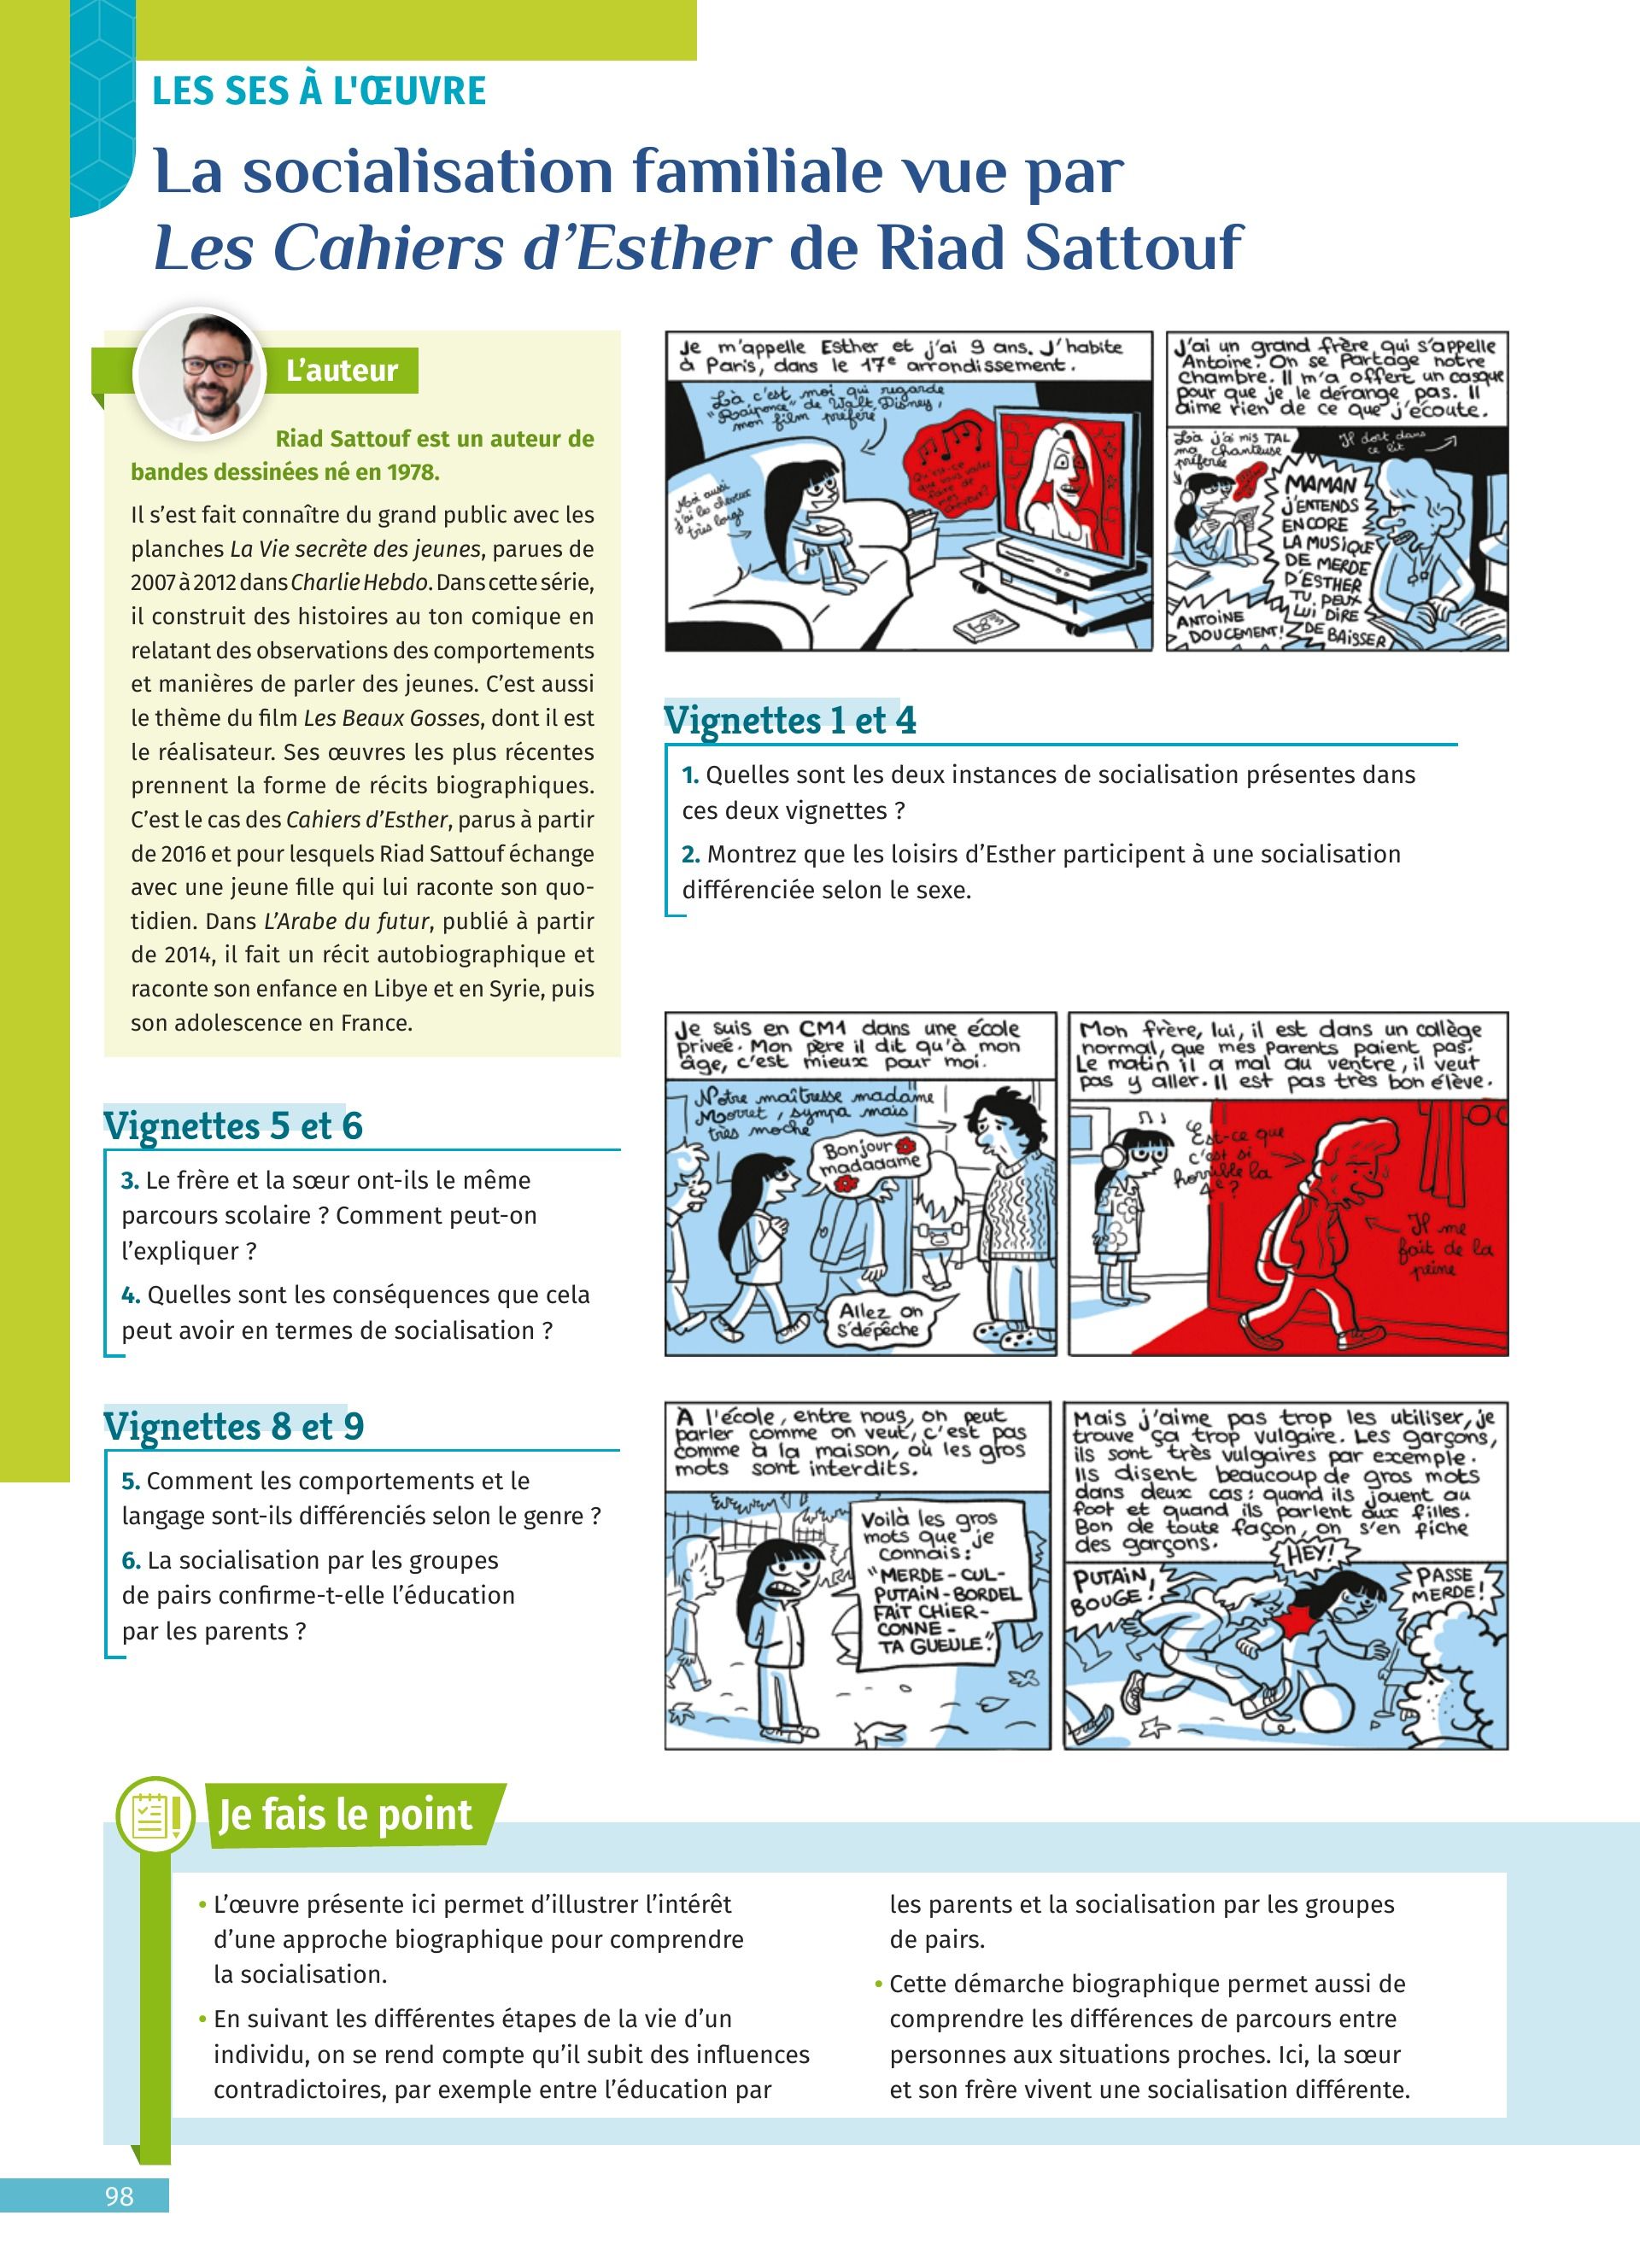 LES SES À L'ŒUVRE
La socialisation familiale vue par
Les Cahiers d’Esther de Riad Sattouf
L’auteur
Riad Sattouf est un auteur de
bandes dessinées né en 1978.
Il s’est fait connaître du grand public avec les
planches La Vie secrète des jeunes, parues de
2007 à 2012 dans Charlie Hebdo. Dans cette série,
il construit des histoires au ton comique en
relatant des observations des comportements
et manières de parler des jeunes. C’est aussi
le thème du film Les Beaux Gosses, dont il est
le réalisateur. Ses œuvres les plus récentes
prennent la forme de récits biographiques.
C’est le cas des Cahiers d’Esther, parus à partir
de 2016 et pour lesquels Riad Sattouf échange
avec une jeune fille qui lui raconte son quo-
tidien. Dans L’Arabe du futur, publié à partir
de 2014, il fait un récit autobiographique et
raconte son enfance en Libye et en Syrie, puis
son adolescence en France.
Je m'appelle Esther et j'ai 9 ans. J'habite
à Paris, dans le 17e arrondissement.
Là c'est moi qui regarde
"Raiponce" de Walt Disney,
mon film préféré
Moi aussi
j'ai les cheveux
très longs
J'ai un grand frère qui s'appelle
Antoine. On se partage notre
chambre. Il m'a offert un casque
pour que je le dérange pas. Il
aime rien de ce que j'écoute.
Là j'ai mis TAL
ma chanteuse
préférée
Il dort dans
ce lit
MAMAN
J'ENTENDS
ENCORE
LA MUSIQUE
DE MERDE
D'ESTHER
TU PEUX
LUI DIRE
DE BAISSER
ANTOINE
DOUCEMENT!
Vignettes 1 et 4
1. Quelles sont les deux instances de socialisation présentes dans
ces deux vignettes ?
2. Montrez que les loisirs d’Esther participent à une socialisation
différenciée selon le sexe.
Vignettes 5 et 6
3. Le frère et la sœur ont-ils le même
parcours scolaire ? Comment peut-on
l’expliquer ?
4. Quelles sont les conséquences que cela
peut avoir en termes de socialisation ?
Je suis en CM1 dans une école
privée. Mon père il dit qu'à mon
âge, c'est mieux pour moi.
Notre maîtresse madame
Morret, sympa mais
très moche
Bonjour
madadame
Allez on
s'dépêche
Mon frère, lui, il est dans un collège
normal, que mes parents paient pas.
Le matin il a mal au ventre, il veut
pas y aller. Il est pas très bon élève.
Est-ce que
c'est si
horrible la
4e?
Il me
fait de la
peine
Vignettes 8 et 9
5. Comment les comportements et le
langage sont-ils différenciés selon le genre ?
6. La socialisation par les groupes
de pairs confirme-t-elle l’éducation
par les parents ?
À l'école, entre nous, on peut
parler comme on veut, c'est pas
comme à la maison, où les gros
mots sont interdits.
Voilà les gros
mots que je
connais:
"MERDE - CUL-
PUTAIN - BORDEL
FAIT CHIER-
CONNE -
TA GUEULE."
Mais j'aime pas trop les utiliser, je
trouve ça trop vulgaire. Les garçons,
ils sont très vulgaires par exemple.
Ils disent beaucoup de gros mots
dans deux cas: quand ils jouent au
foot et quand ils parlent aux filles.
Bon de toute façon, on s'en fiche
des garçons.
HEY!
PUTAIN!
BOUGE!
PASSE
MERDE!
Je fais le point
• L’œuvre présente ici permet d’illustrer l’intérêt
d’une approche biographique pour comprendre
la socialisation.
• En suivant les différentes étapes de la vie d’un
individu, on se rend compte qu’il subit des influences
contradictoires, par exemple entre l’éducation par
les parents et la socialisation par les groupes
de pairs.
• Cette démarche biographique permet aussi de
comprendre les différences de parcours entre
personnes aux situations proches. Ici, la sœur
et son frère vivent une socialisation différente.
98